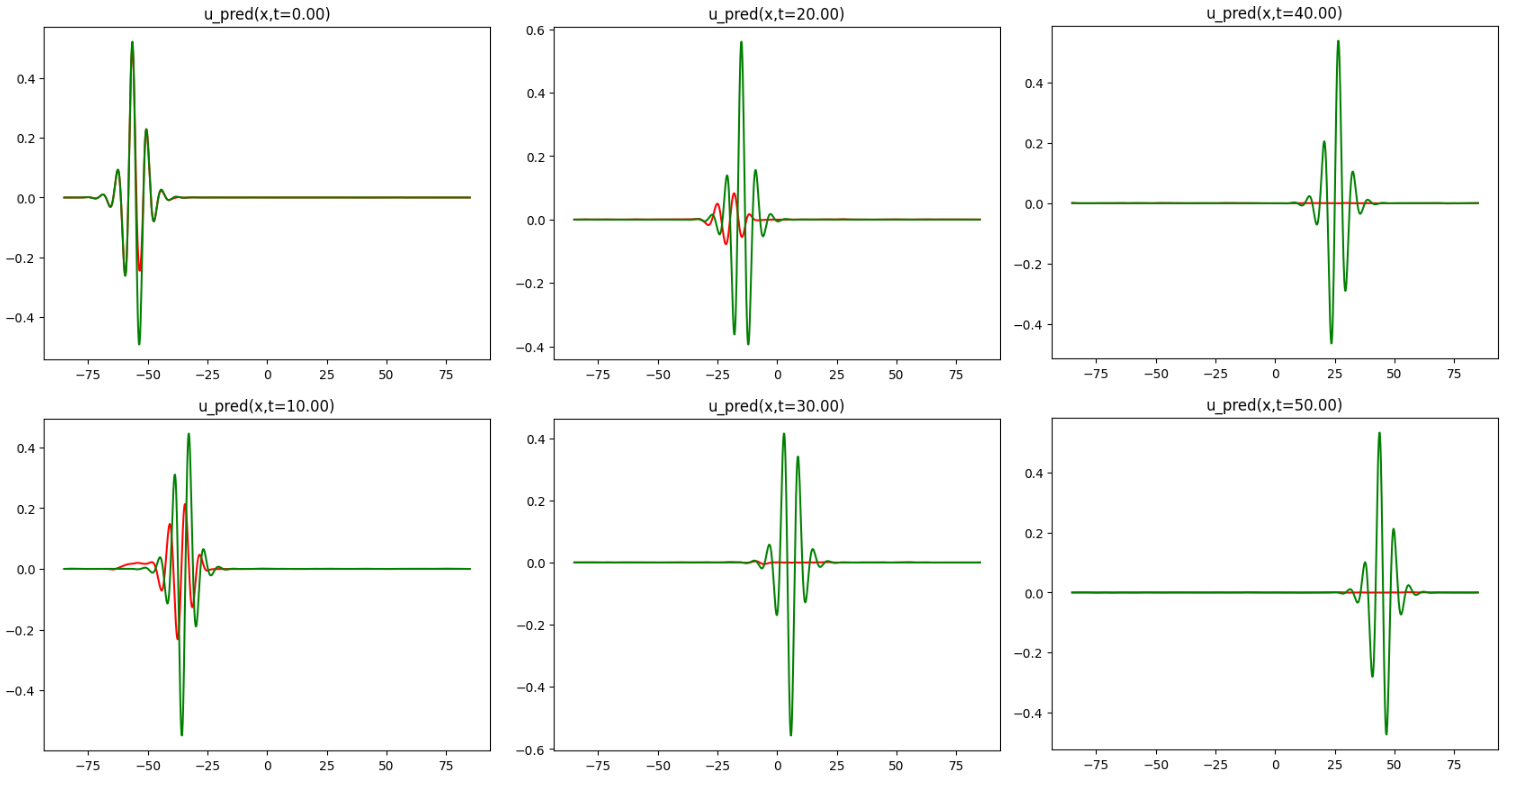 u_pred(x,t=0.00)
0.4
0.2
0.0
−0.2
−0.4
−75 −50 −25 0 25 50 75
u_pred(x,t=20.00)
0.6
0.4
0.2
0.0
−0.2
−0.4
−75 −50 −25 0 25 50 75
u_pred(x,t=40.00)
0.4
0.2
0.0
−0.2
−0.4
−75 −50 −25 0 25 50 75
u_pred(x,t=10.00)
0.4
0.2
0.0
−0.2
−0.4
−75 −50 −25 0 25 50 75
u_pred(x,t=30.00)
0.4
0.2
0.0
−0.2
−0.4
−0.6
−75 −50 −25 0 25 50 75
u_pred(x,t=50.00)
0.4
0.2
0.0
−0.2
−0.4
−75 −50 −25 0 25 50 75